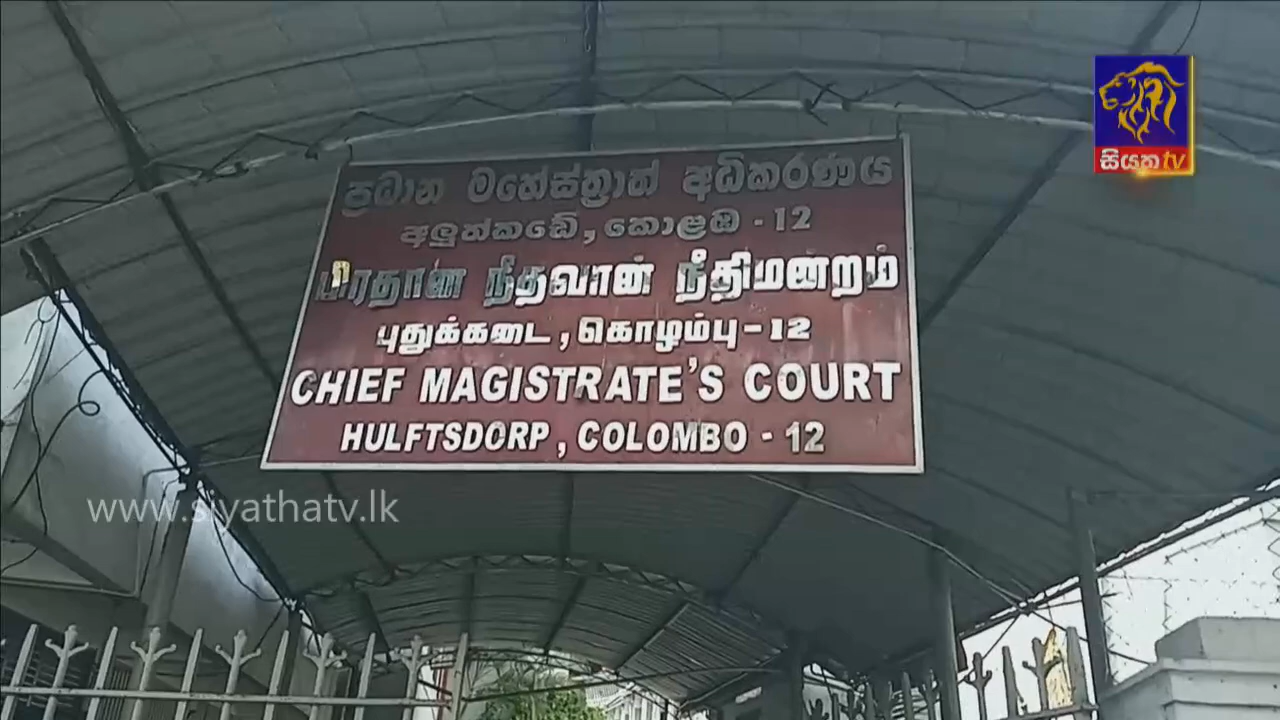 සියත tv
ප්‍රධාන මහේස්ත්‍රාත් අධිකරණය
අලුත්කඩේ, කොළඹ - 12
பிரதான நீதவான் நீதிமன்றம்
புதுக்கடை, கொழும்பு - 12
CHIEF MAGISTRATE'S COURT
HULFTSDORP, COLOMBO - 12
www.siyathatv.lk